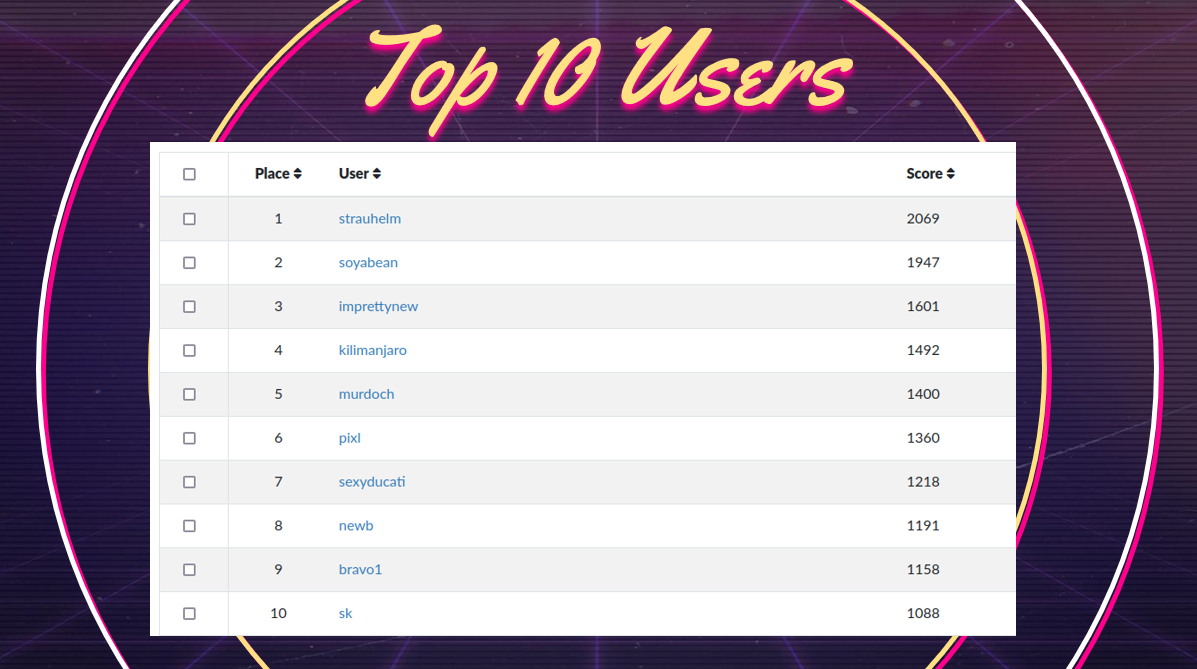 Top 10 Users
Place User Score
1 strauhelm 2069
2 soyabean 1947
3 imprettynew 1601
4 kilimanjaro 1492
5 murdoch 1400
6 pixl 1360
7 sexyducati 1218
8 newb 1191
9 bravo1 1158
10 sk 1088